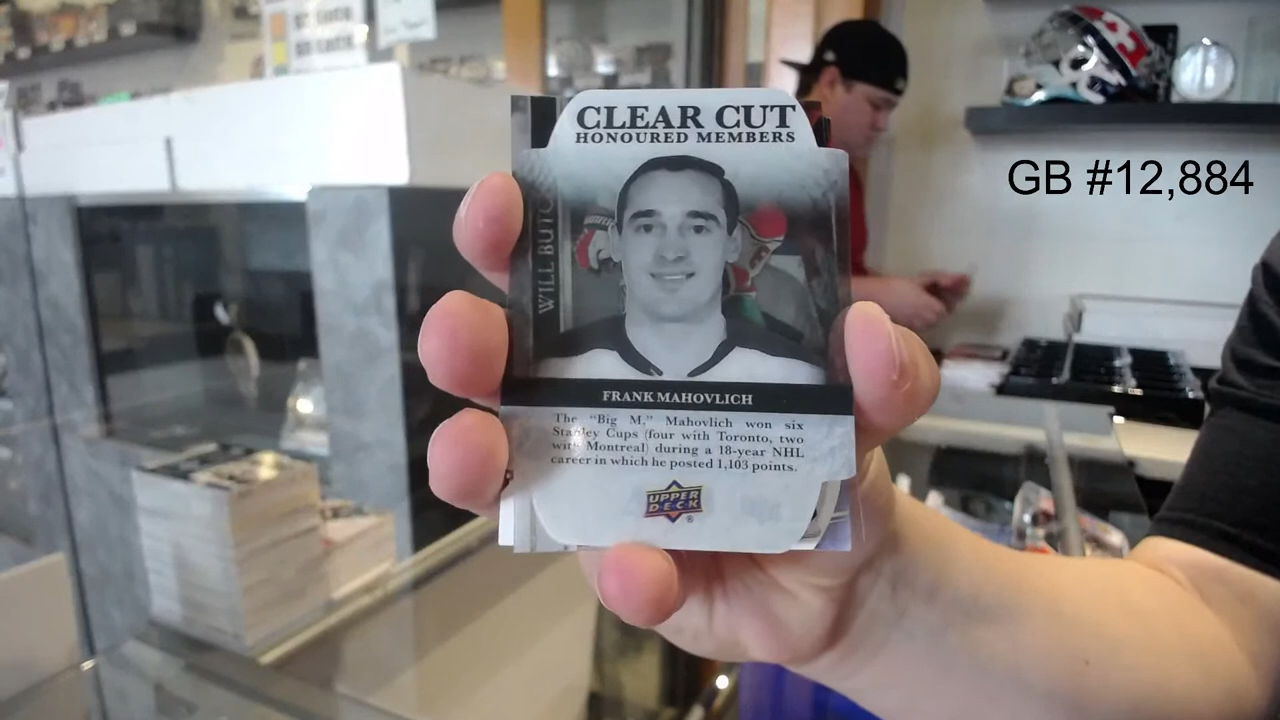 CLEAR CUT
HONOURED MEMBERS
GB #12,884
WILL BUTC
FRANK MAHOVLICH
The "Big M," Mahovlich won six
Stanley Cups (four with Toronto, two
with Montreal) during a 18-year NHL
career in which he posted 1,103 points.
UPPER
DECK
®